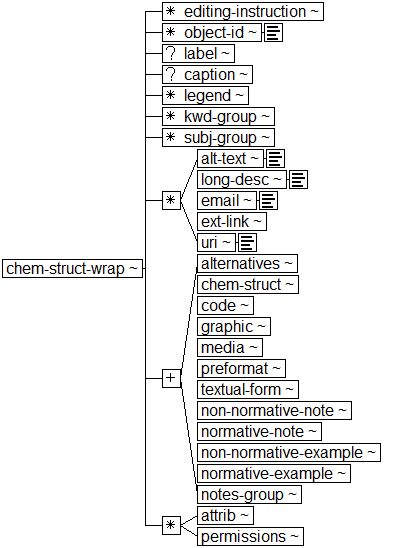 * editing-instruction ~
* object-id ~
? label ~
? caption ~
* legend ~
* kwd-group ~
* subj-group ~
*
alt-text ~
long-desc ~
email ~
ext-link ~
uri ~
chem-struct-wrap ~
+
alternatives ~
chem-struct ~
code ~
graphic ~
media ~
preformat ~
textual-form ~
non-normative-note ~
normative-note ~
non-normative-example ~
normative-example ~
notes-group ~
*
attrib ~
permissions ~